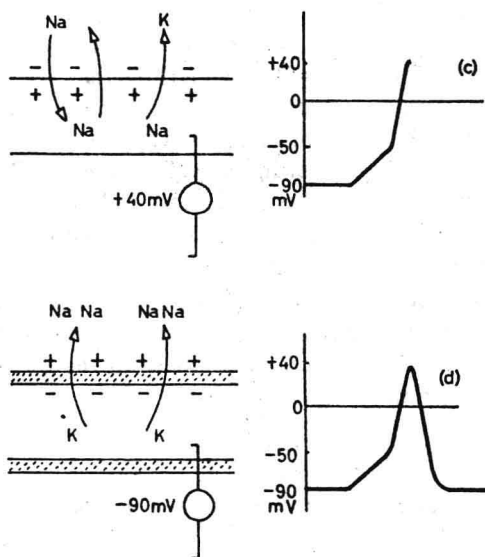 Na K
− − − −
+ + + +
Na Na
+40mV
(c)
+40
0
−50
−90
mV
Na Na Na Na
+ + + +
− − − −
K K
−90mV
(d)
+40
0
−50
−90
mV